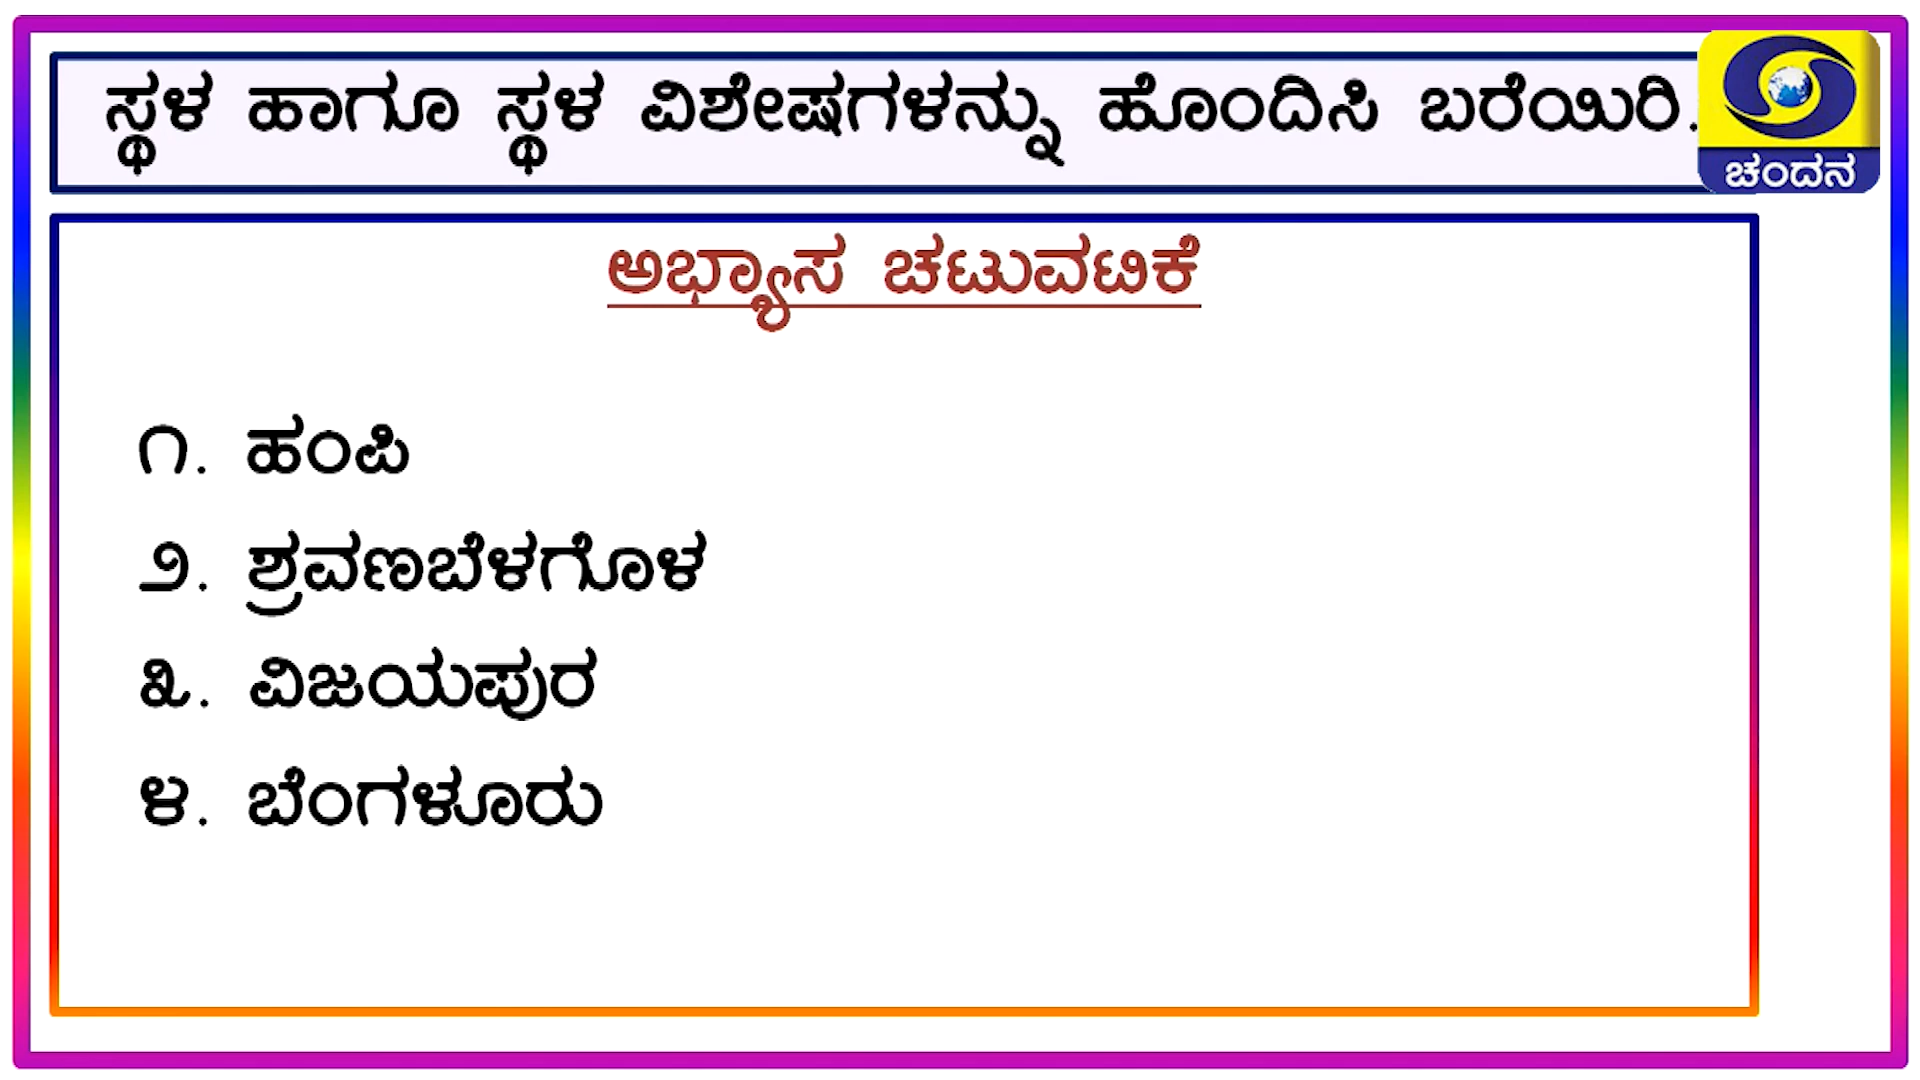 ಸ್ಥಳ ಹಾಗೂ ಸ್ಥಳ ವಿಶೇಷಗಳನ್ನು ಹೊಂದಿಸಿ ಬರೆಯಿರಿ.
ಚಂದನ
ಅಭ್ಯಾಸ ಚಟುವಟಿಕೆ
೧. ಹಂಪಿ
೨. ಶ್ರವಣಬೆಳಗೊಳ
೩. ವಿಜಯಪುರ
೪. ಬೆಂಗಳೂರು